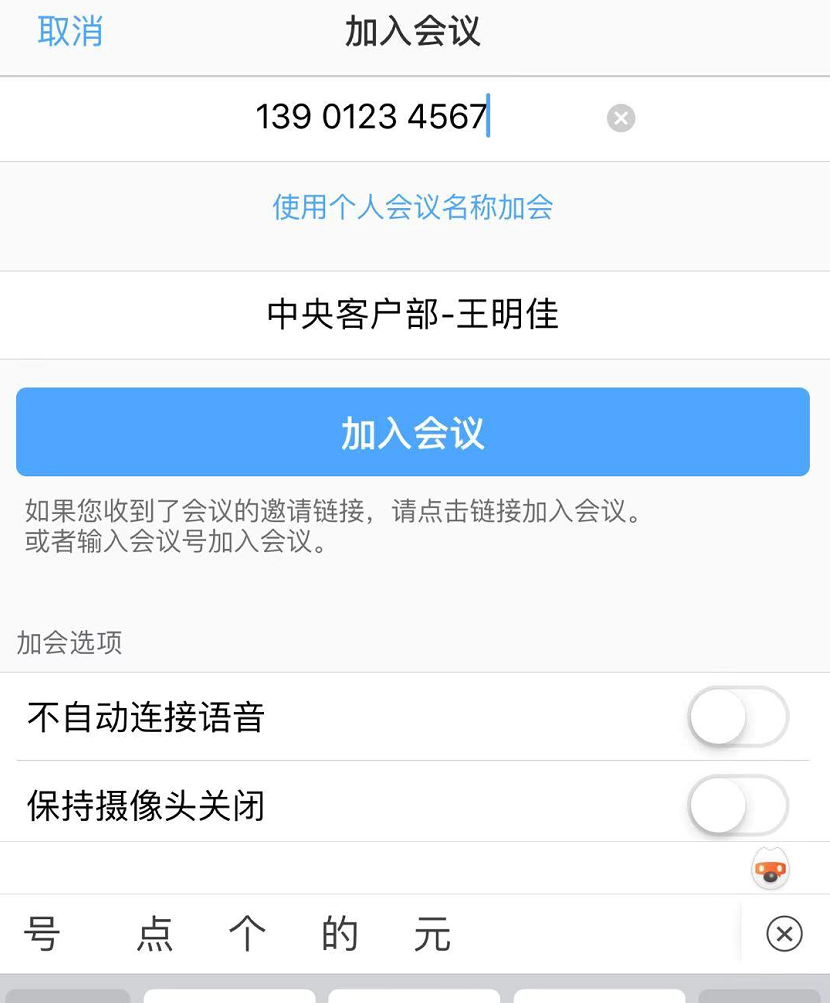 取消
加入会议
139 0123 4567
使用个人会议名称加会
中央客户部-王明佳
加入会议
如果您收到了会议的邀请链接，请点击链接加入会议。
或者输入会议号加入会议。
加会选项
不自动连接语音
保持摄像头关闭
号 点 个 的 元